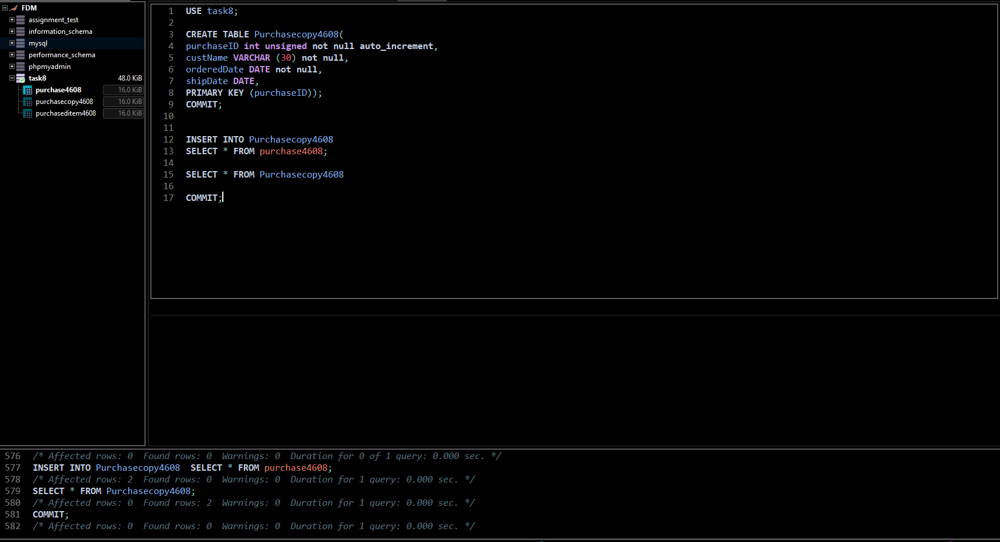 FDM
assignment_test
information_schema
mysql
performance_schema
phpmyadmin
task8 48.0 KiB
purchase4608 16.0 KiB
purchasecopy4608 16.0 KiB
purchaseditem4608 16.0 KiB
1 USE task8;
2
3 CREATE TABLE Purchasecopy4608(
4 purchaseID int unsigned not null auto_increment,
5 custName VARCHAR (30) not null,
6 orderedDate DATE not null,
7 shipDate DATE,
8 PRIMARY KEY (purchaseID));
9 COMMIT;
10
11
12 INSERT INTO Purchasecopy4608
13 SELECT * FROM purchase4608;
14
15 SELECT * FROM Purchasecopy4608
16
17 COMMIT;
576 /* Affected rows: 0 Found rows: 0 Warnings: 0 Duration for 0 of 1 query: 0.000 sec. */
577 INSERT INTO Purchasecopy4608 SELECT * FROM purchase4608;
578 /* Affected rows: 2 Found rows: 0 Warnings: 0 Duration for 1 query: 0.000 sec. */
579 SELECT * FROM Purchasecopy4608;
580 /* Affected rows: 0 Found rows: 2 Warnings: 0 Duration for 1 query: 0.000 sec. */
581 COMMIT;
582 /* Affected rows: 0 Found rows: 0 Warnings: 0 Duration for 1 query: 0.000 sec. */